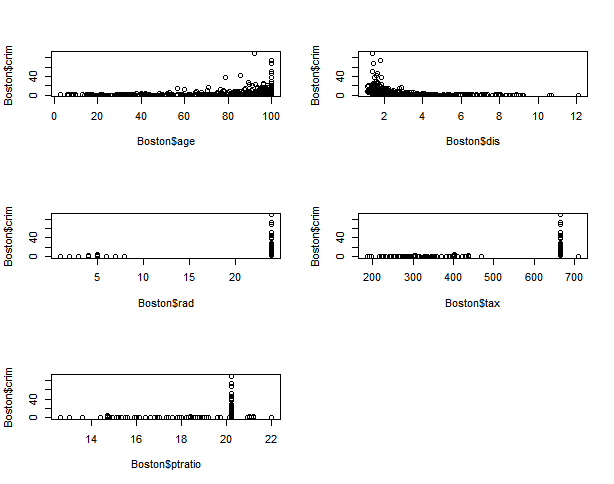 Boston$crim
0 40
0 20 40 60 80 100
Boston$age
Boston$crim
0 40
2 4 6 8 10 12
Boston$dis
Boston$crim
0 40
5 10 15 20
Boston$rad
Boston$crim
0 40
200 300 400 500 600 700
Boston$tax
Boston$crim
0 40
14 16 18 20 22
Boston$ptratio